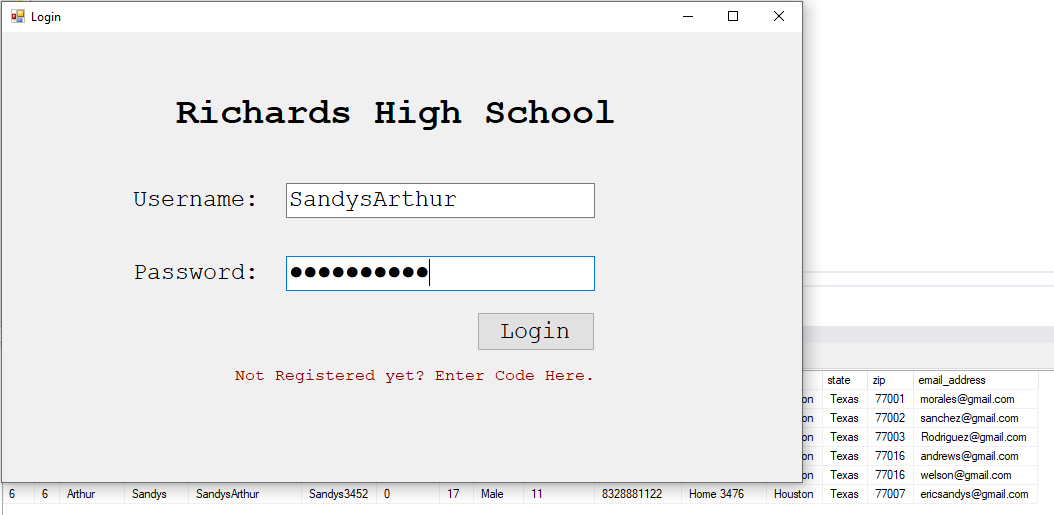 Login
Richards High School
Username: SandysArthur
Password: ●●●●●●●●●●
Login
Not Registered yet? Enter Code Here.
state zip email_address
on Texas 77001 morales@gmail.com
on Texas 77002 sanchez@gmail.com
on Texas 77003 Rodriguez@gmail.com
on Texas 77016 andrews@gmail.com
on Texas 77016 welson@gmail.com
6 6 Arthur Sandys SandysArthur Sandys3452 0 17 Male 11 8328881122 Home 3476 Houston Texas 77007 ericsandys@gmail.com